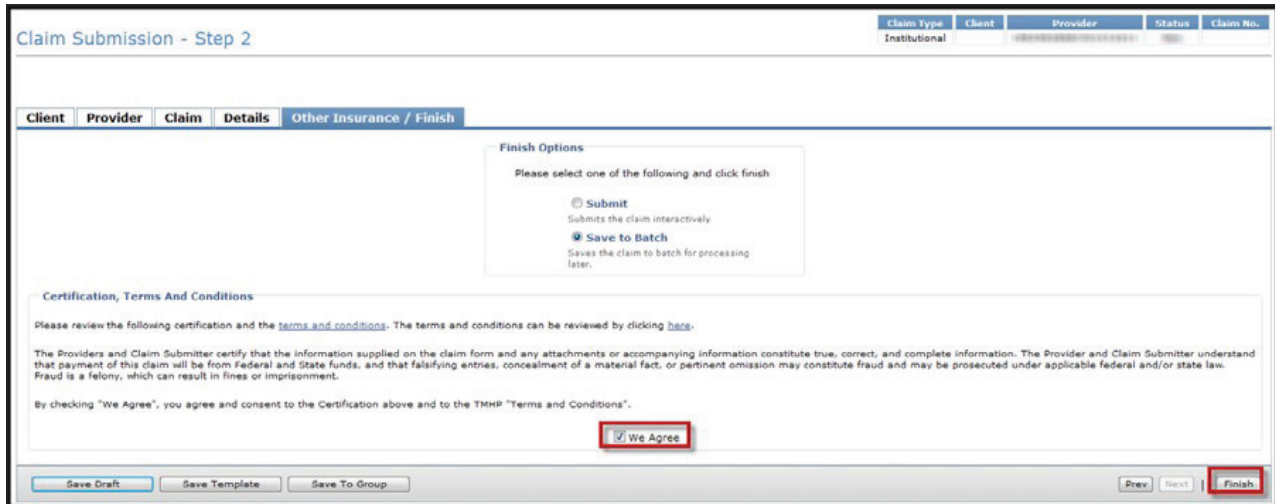 Claim Submission - Step 2
Claim Type Client Provider Status Claim No.
Institutional
Client Provider Claim Details Other Insurance / Finish
Finish Options
Please select one of the following and click finish
Submit
Submits the claim interactively
Save to Batch
Saves the claim to batch for processing
later.
Certification, Terms And Conditions
Please review the following certification and the terms and conditions. The terms and conditions can be reviewed by clicking here.
The Providers and Claim Submitter certify that the information supplied on the claim form and any attachments or accompanying information constitute true, correct, and complete information. The Provider and Claim Submitter understand
that payment of this claim will be from Federal and State funds, and that falsifying entries, concealment of a material fact, or pertinent omission may constitute fraud and may be prosecuted under applicable federal and/or state law.
Fraud is a felony, which can result in fines or imprisonment.
By checking "We Agree", you agree and consent to the Certification above and to the TMHP "Terms and Conditions".
We Agree
Save Draft Save Template Save To Group Prev Next | Finish